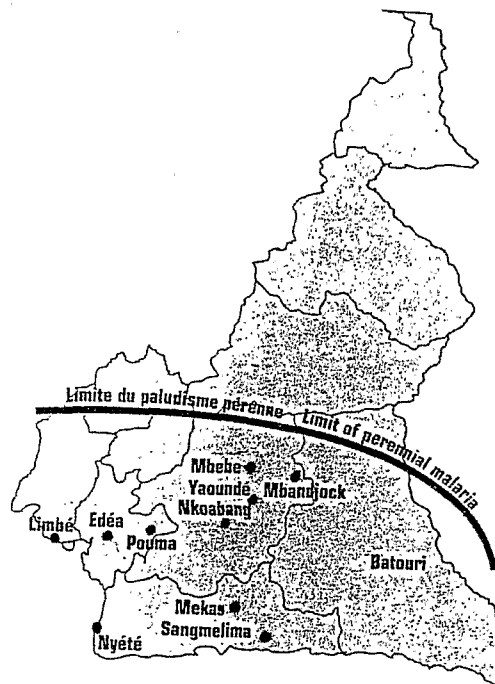 Limite du paludisme pérenne
Limit of perennial malaria
Mbebe
Yaoundé
Mbandjock
Nkoabang
Limbé
Edéa
Pouma
Batouri
Mekas
Sangmelima
Nyété